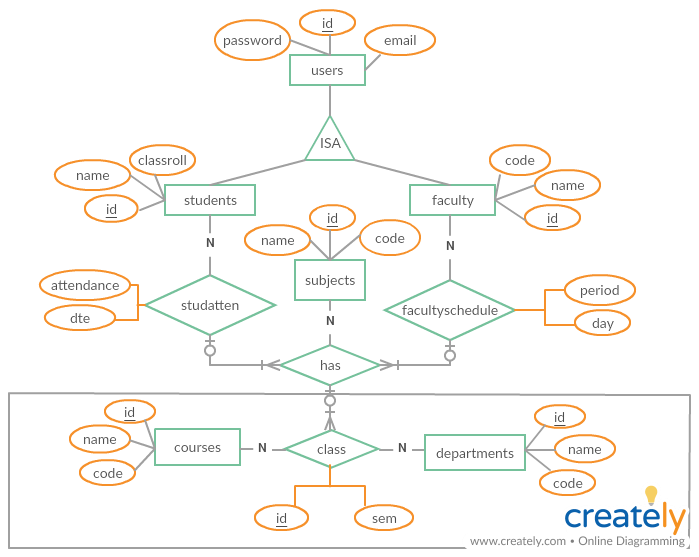 id
password
email
users
ISA
classroll
code
name
name
id
students
faculty
id
id
N
name
code
N
subjects
attendance
studatten
factultyschedule
period
dte
N
day
has
id
id
name
courses
N
class
N
departments
name
code
code
id
sem
creately
www.creately.com • Online Diagramming